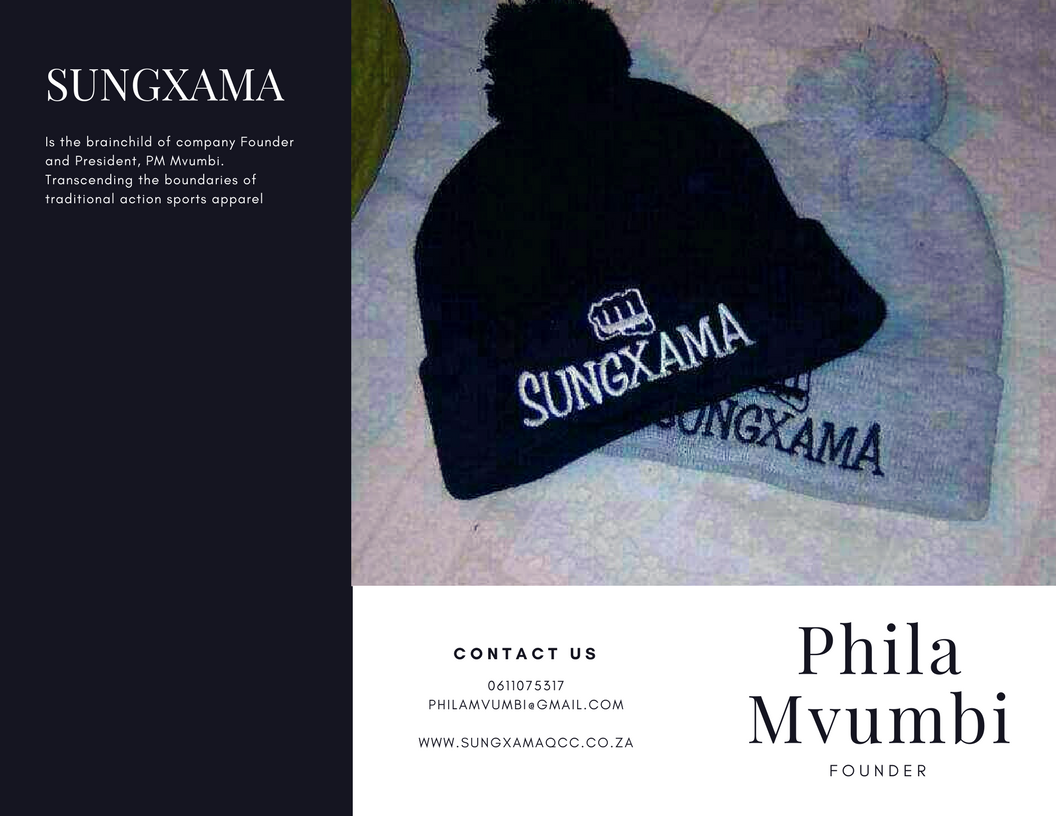 SUNGXAMA
Is the brainchild of company Founder
and President, PM Mvumbi.
Transcending the boundaries of
traditional action sports apparel
SUNGXAMA
SUNGXAMA
CONTACT US
0611075317
PHILAMVUMBI@GMAIL.COM
WWW.SUNGXAMAQCC.CO.ZA
Phila
Mvumbi
FOUNDER